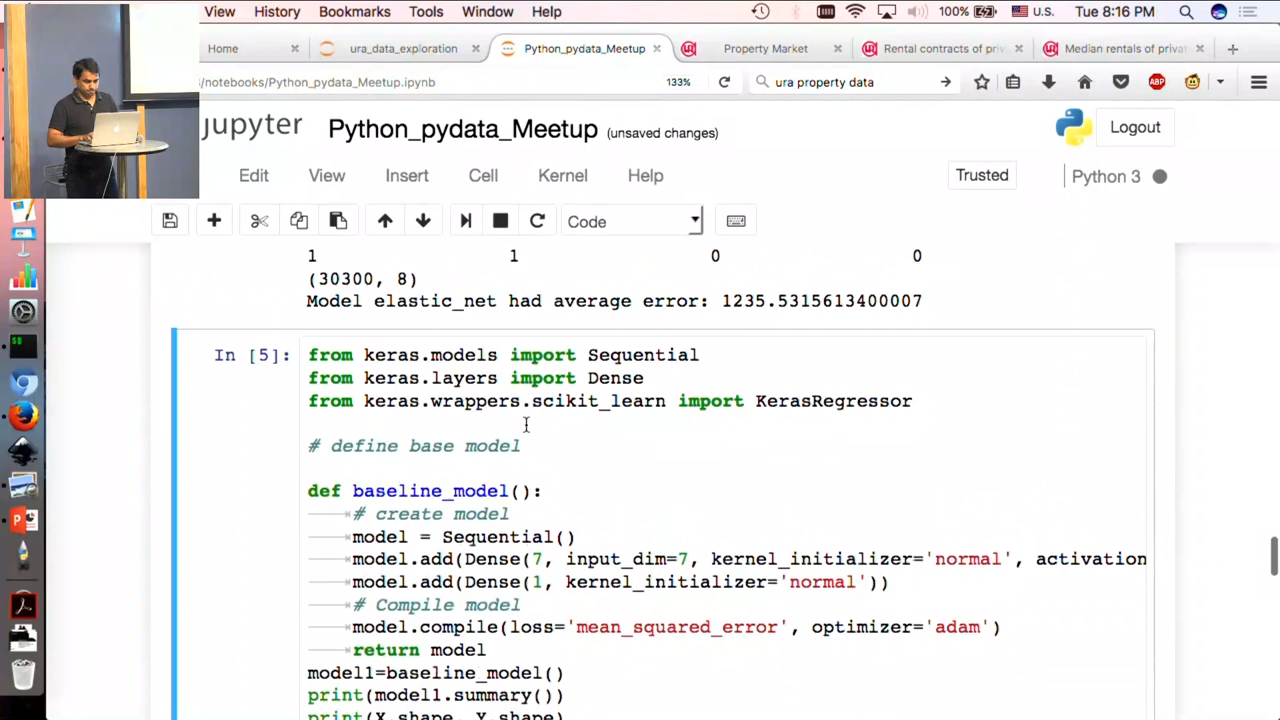 View History Bookmarks Tools Window Help 100% U.S. Tue 8:16 PM
Home ura_data_exploration Python_pydata_Meetup Property Market Rental contracts of priv Median rentals of privat
/notebooks/Python_pydata_Meetup.ipynb 133% ura property data ABP
jupyter Python_pydata_Meetup (unsaved changes) Logout
Edit View Insert Cell Kernel Help Trusted Python 3
Code
1 1 0 0
(30300, 8)
Model elastic_net had average error: 1235.5315613400007
In [5]: from keras.models import Sequential
from keras.layers import Dense
from keras.wrappers.scikit_learn import KerasRegressor
# define base model
def baseline_model():
# create model
model = Sequential()
model.add(Dense(7, input_dim=7, kernel_initializer='normal', activation
model.add(Dense(1, kernel_initializer='normal'))
# Compile model
model.compile(loss='mean_squared_error', optimizer='adam')
return model
model1=baseline_model()
print(model1.summary())
print(X.shape, Y.shape)